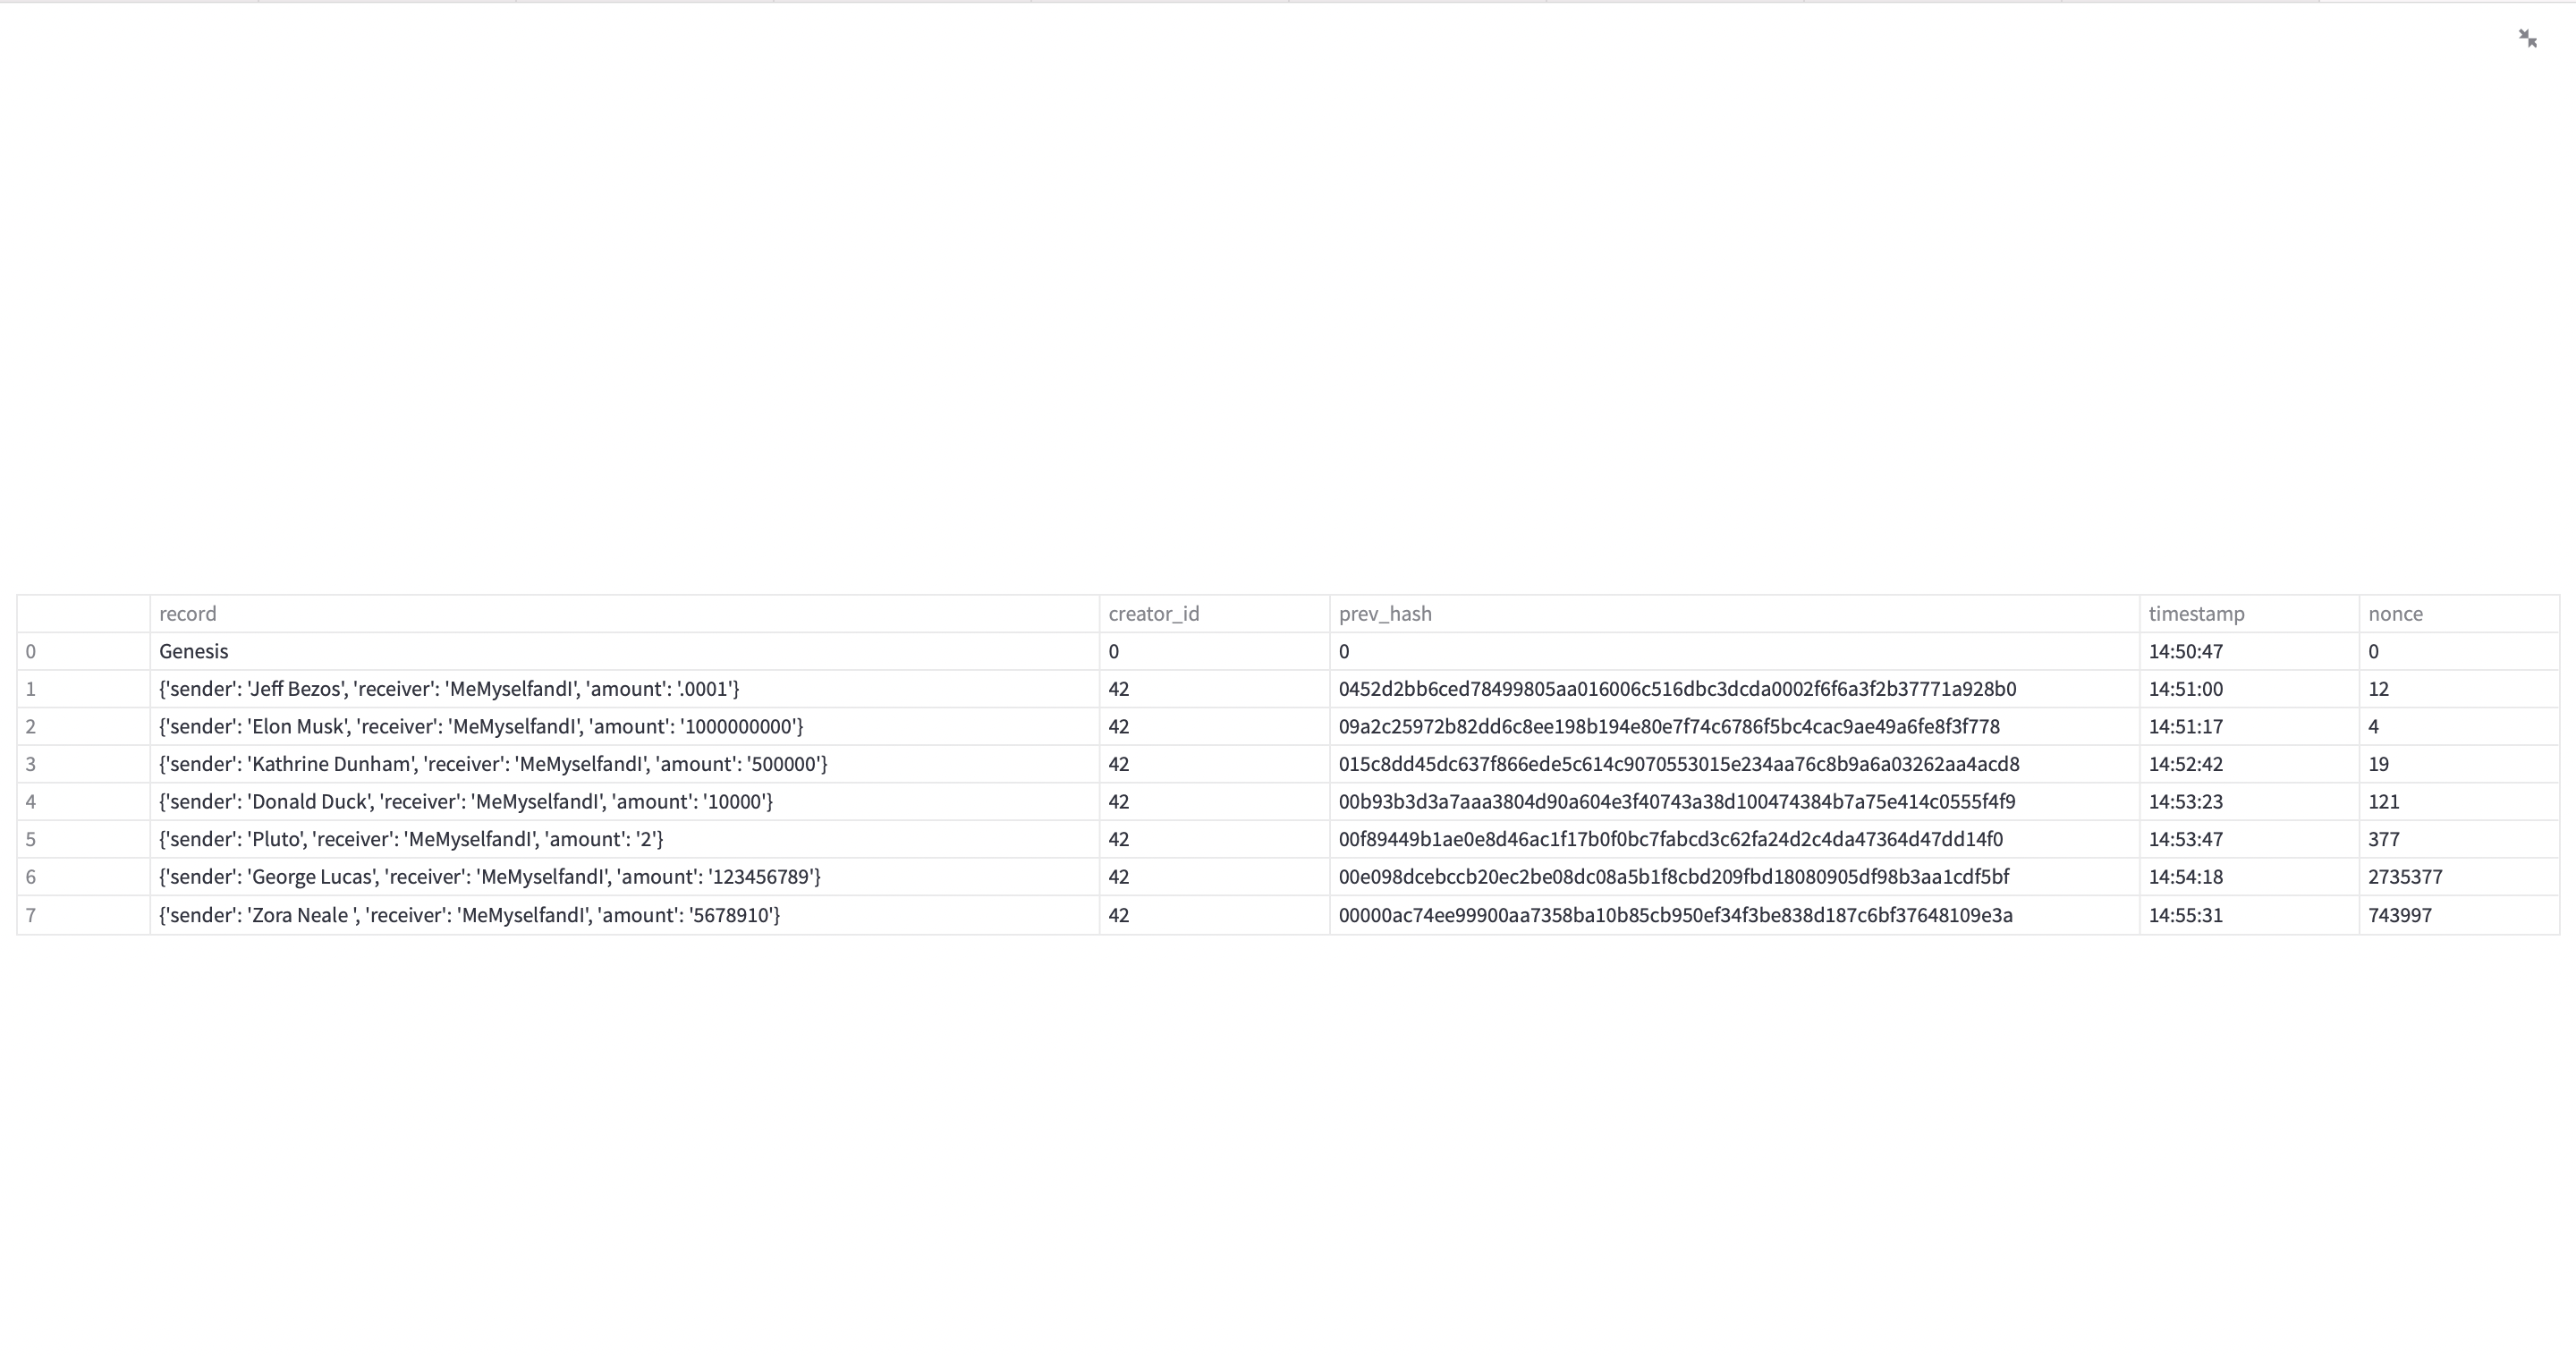 record creator_id prev_hash timestamp nonce
0 Genesis 0 0 14:50:47 0
1 {'sender': 'Jeff Bezos', 'receiver': 'MeMyselfandI', 'amount': '.0001'} 42 0452d2bb6ced78499805aa016006c516dbc3dcda0002f6f6a3f2b37771a928b0 14:51:00 12
2 {'sender': 'Elon Musk', 'receiver': 'MeMyselfandI', 'amount': '1000000000'} 42 09a2c25972b82dd6c8ee198b194e80e7f74c6786f5bc4cac9ae49a6fe8f3f778 14:51:17 4
3 {'sender': 'Kathrine Dunham', 'receiver': 'MeMyselfandI', 'amount': '500000'} 42 015c8dd45dc637f866ede5c614c9070553015e234aa76c8b9a6a03262aa4acd8 14:52:42 19
4 {'sender': 'Donald Duck', 'receiver': 'MeMyselfandI', 'amount': '10000'} 42 00b93b3d3a7aaa3804d90a604e3f40743a38d100474384b7a75e414c0555f4f9 14:53:23 121
5 {'sender': 'Pluto', 'receiver': 'MeMyselfandI', 'amount': '2'} 42 00f89449b1ae0e8d46ac1f17b0f0bc7fabcd3c62fa24d2c4da47364d47dd14f0 14:53:47 377
6 {'sender': 'George Lucas', 'receiver': 'MeMyselfandI', 'amount': '123456789'} 42 00e098dcebccb20ec2be08dc08a5b1f8cbd209fbd18080905df98b3aa1cdf5bf 14:54:18 2735377
7 {'sender': 'Zora Neale ', 'receiver': 'MeMyselfandI', 'amount': '5678910'} 42 00000ac74ee99900aa7358ba10b85cb950ef34f3be838d187c6bf37648109e3a 14:55:31 743997